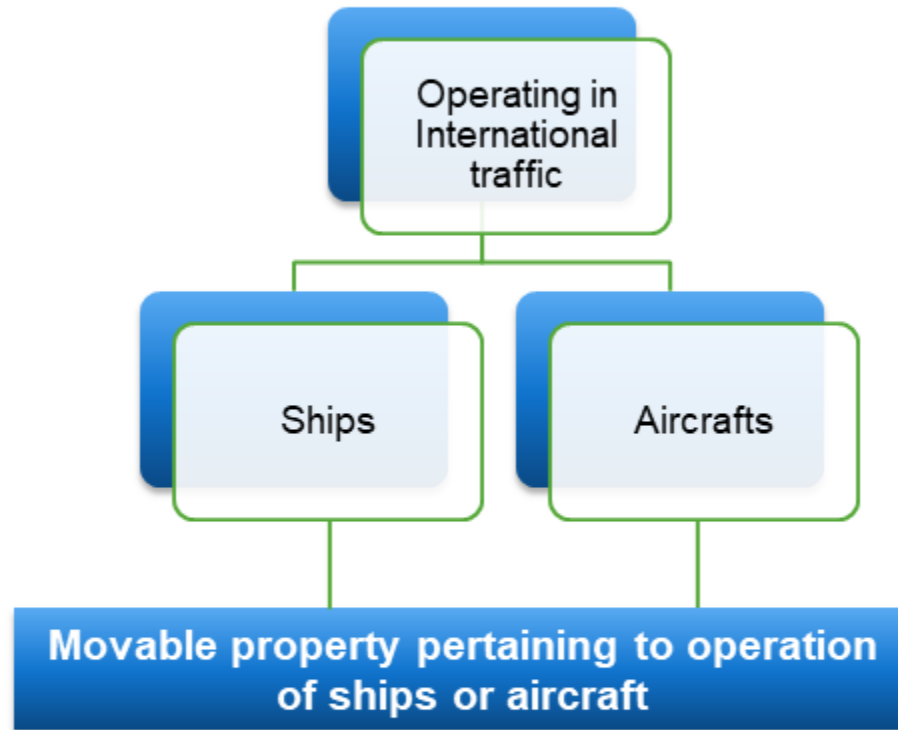 Operating in
International
traffic
Ships
Aircrafts
Movable property pertaining to operation
of ships or aircraft